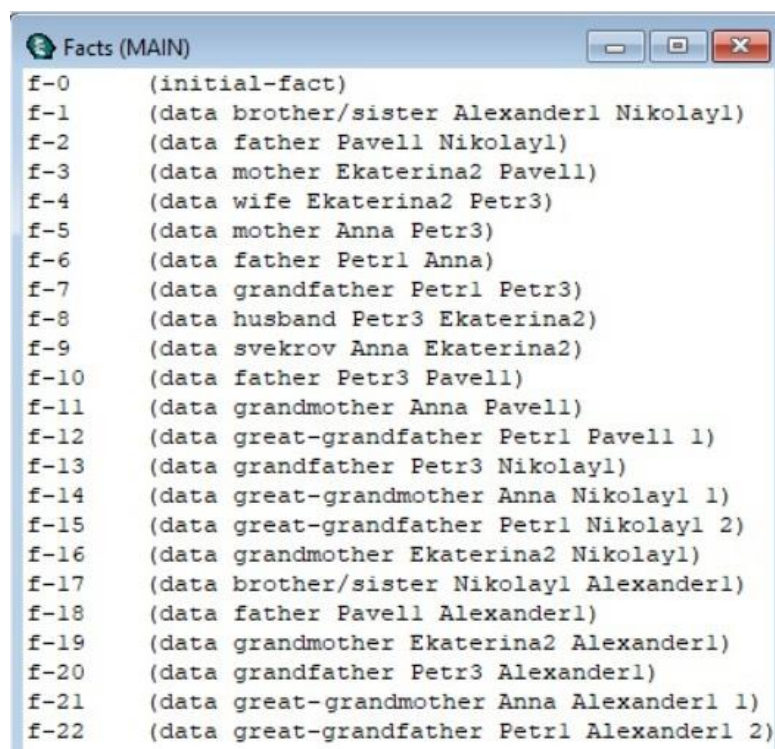 Facts (MAIN)
f-0 (initial-fact)
f-1 (data brother/sister Alexander1 Nikolay1)
f-2 (data father Pavel1 Nikolay1)
f-3 (data mother Ekaterina2 Pavel1)
f-4 (data wife Ekaterina2 Petr3)
f-5 (data mother Anna Petr3)
f-6 (data father Petr1 Anna)
f-7 (data grandfather Petr1 Petr3)
f-8 (data husband Petr3 Ekaterina2)
f-9 (data svekrov Anna Ekaterina2)
f-10 (data father Petr3 Pavel1)
f-11 (data grandmother Anna Pavel1)
f-12 (data great-grandfather Petr1 Pavel1 1)
f-13 (data grandfather Petr3 Nikolay1)
f-14 (data great-grandmother Anna Nikolay1 1)
f-15 (data great-grandfather Petr1 Nikolay1 2)
f-16 (data grandmother Ekaterina2 Nikolay1)
f-17 (data brother/sister Nikolay1 Alexander1)
f-18 (data father Pavel1 Alexander1)
f-19 (data grandmother Ekaterina2 Alexander1)
f-20 (data grandfather Petr3 Alexander1)
f-21 (data great-grandmother Anna Alexander1 1)
f-22 (data great-grandfather Petr1 Alexander1 2)